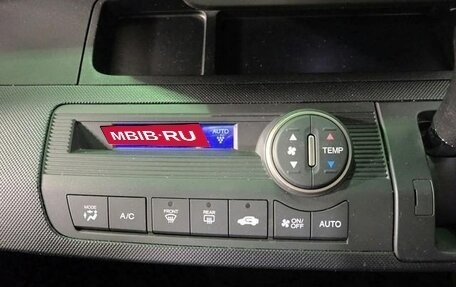 MBIB.RU
AUTO
TEMP
MODE
A/C
FRONT
REAR
ON/
OFF
AUTO